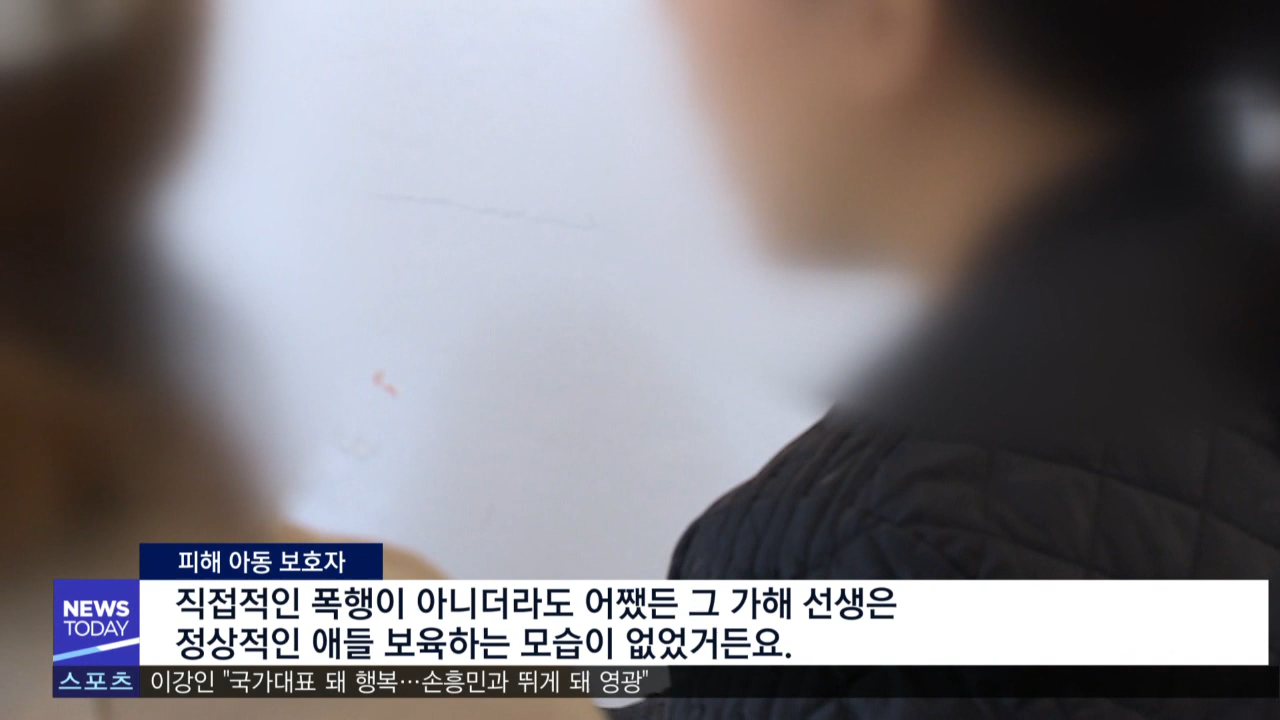 피해 아동 보호자
직접적인 폭행이 아니더라도 어쨌든 그 가해 선생은
정상적인 애들 보육하는 모습이 없었거든요.
NEWS
TODAY
스포츠 이강인 "국가대표 돼 행복…손흥민과 뛰게 돼 영광"